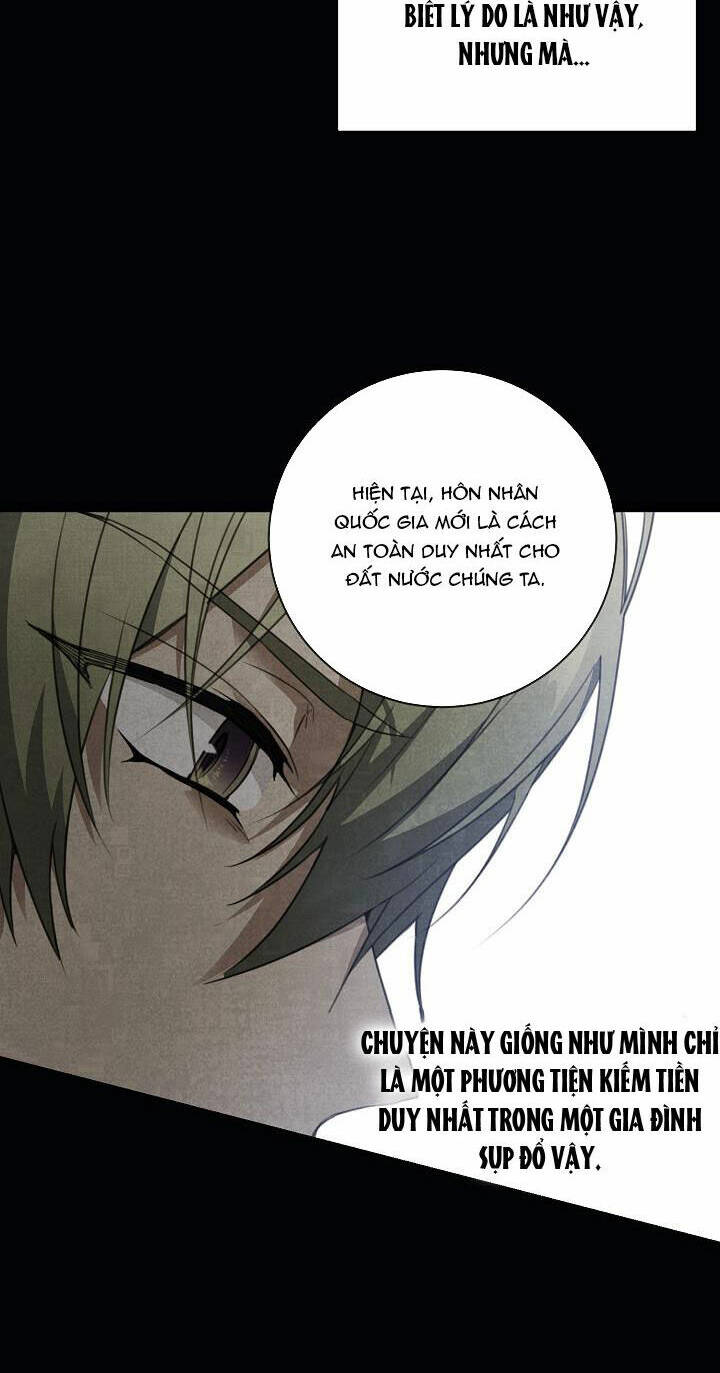 BIẾT LÝ DO LÀ NHƯ VẬY,
NHƯNG MÀ...
HIỆN TẠI, HÔN NHÂN
QUỐC GIA MỚI LÀ CÁCH
AN TOÀN DUY NHẤT CHO
ĐẤT NƯỚC CHÚNG TA.
CHUYỆN NÀY GIỐNG NHƯ MÌNH CHỈ
LÀ MỘT PHƯƠNG TIỆN KIẾM TIỀN
DUY NHẤT TRONG MỘT GIA ĐÌNH
SỤP ĐỔ VẬY.